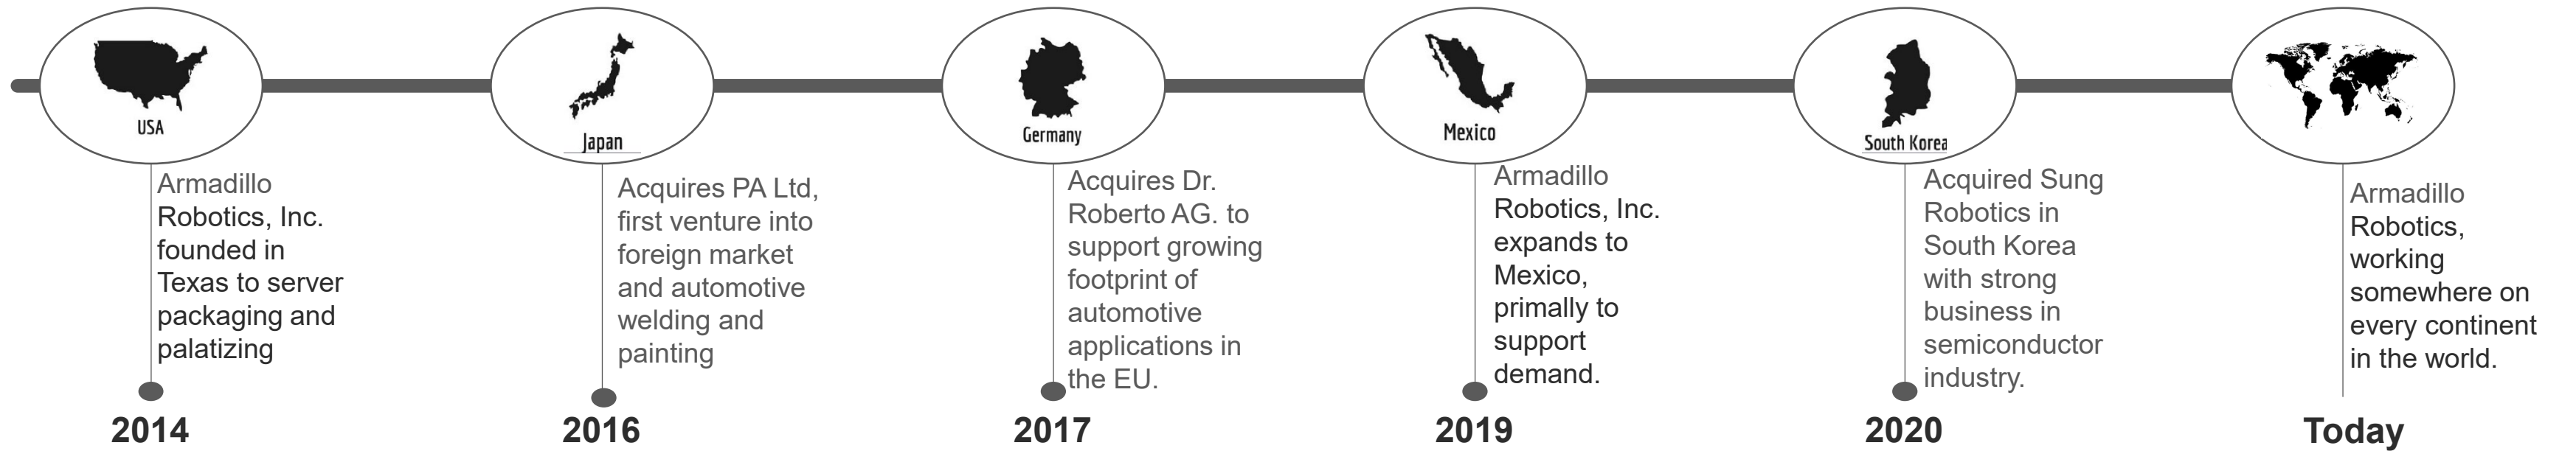 USA
Armadillo
Robotics, Inc.
founded in
Texas to server
packaging and
palatizing
2014
Japan
Acquires PA Ltd,
first venture into
foreign market
and automotive
welding and
painting
2016
Germany
Acquires Dr.
Roberto AG. to
support growing
footprint of
automotive
applications in
the EU.
2017
Mexico
Armadillo
Robotics, Inc.
expands to
Mexico,
primally to
support
demand.
2019
South Korea
Acquired Sung
Robotics in
South Korea
with strong
business in
semiconductor
industry.
2020
Armadillo
Robotics,
working
somewhere on
every continent
in the world.
Today